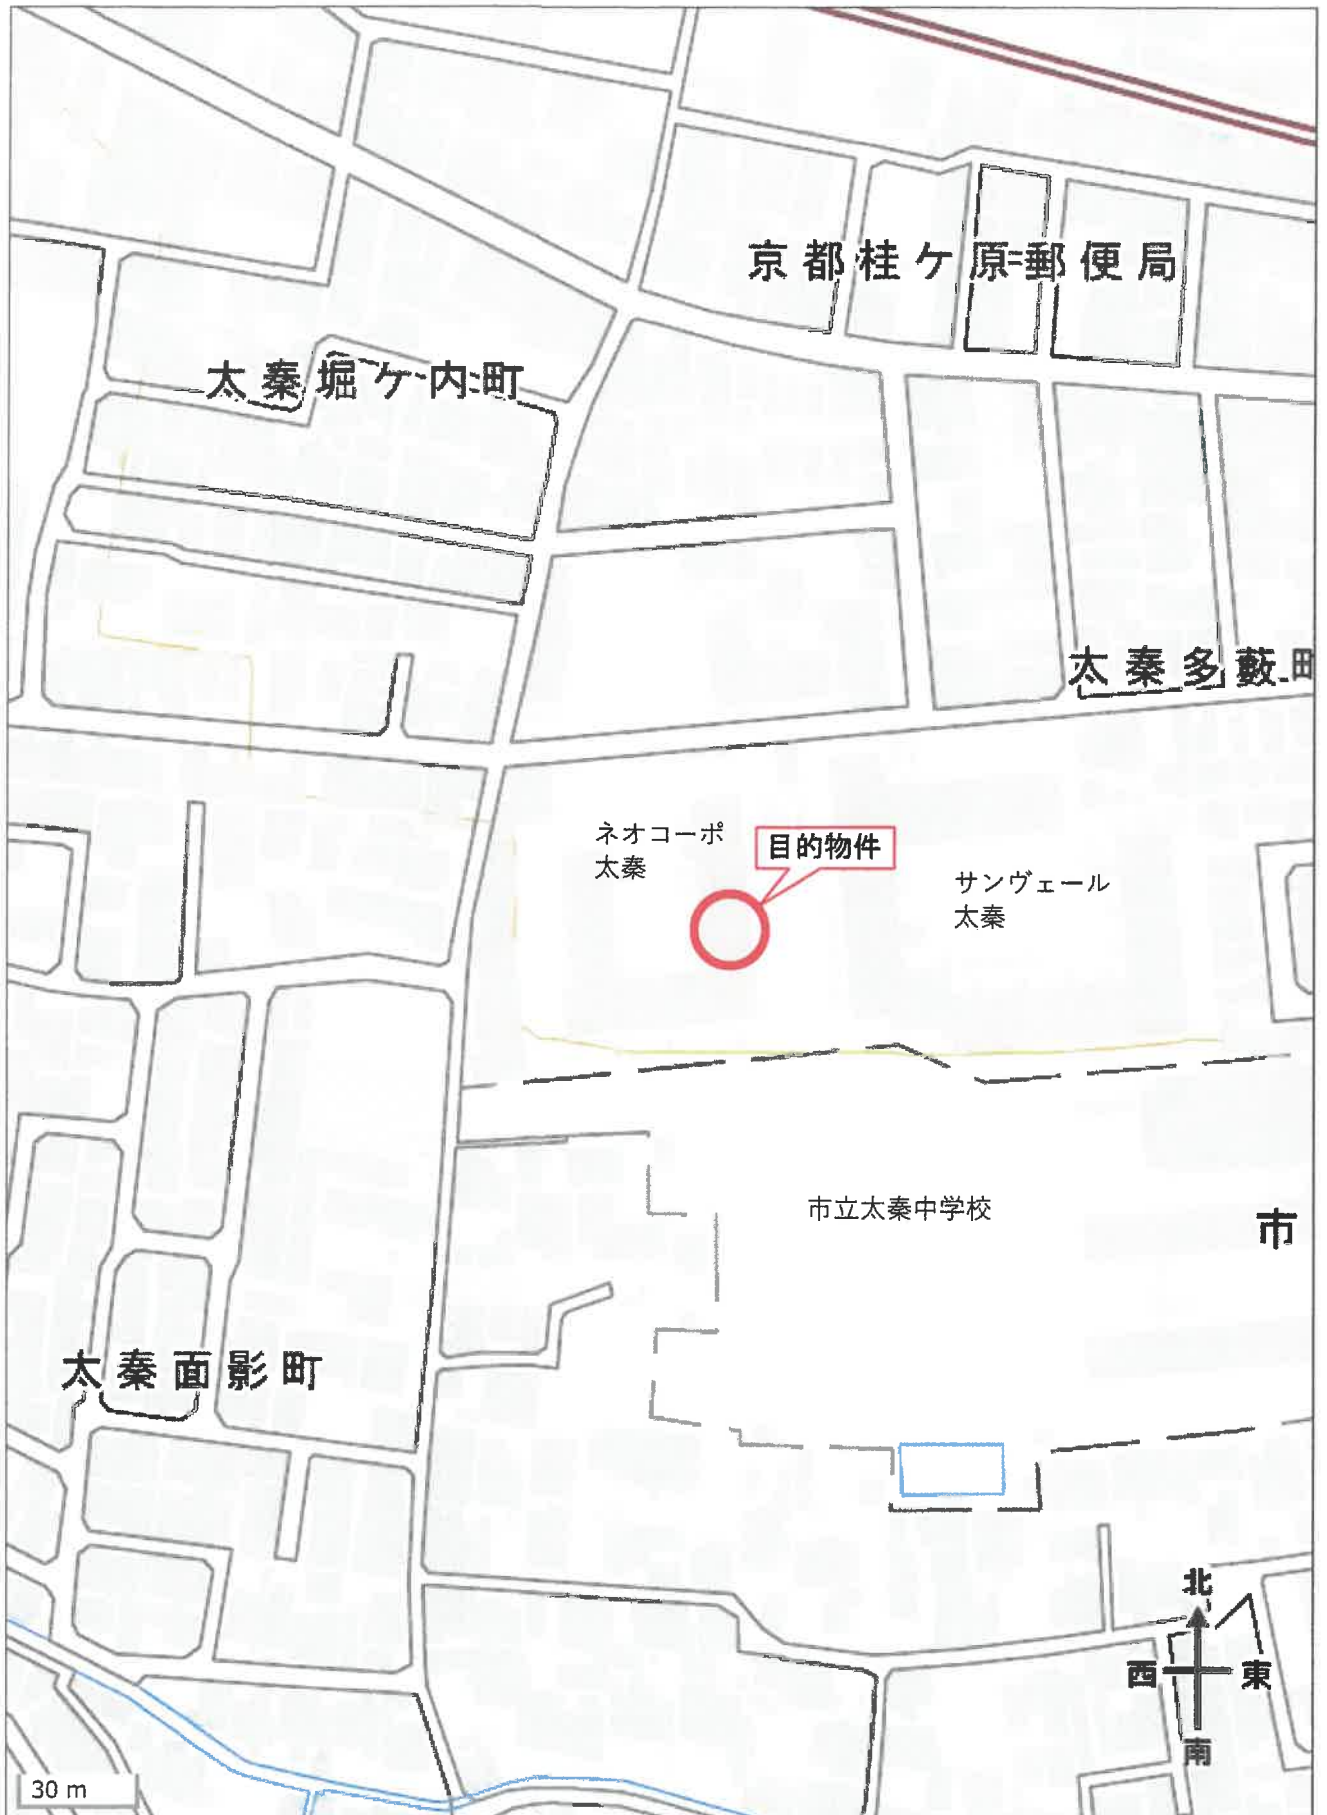 京都桂ケ原郵便局
太秦堀ケ内町
太秦多藪町
ネオコーポ
太秦
目的物件
サンヴェール
太秦
市立太秦中学校
市
太秦面影町
北
西 東
南
30 m